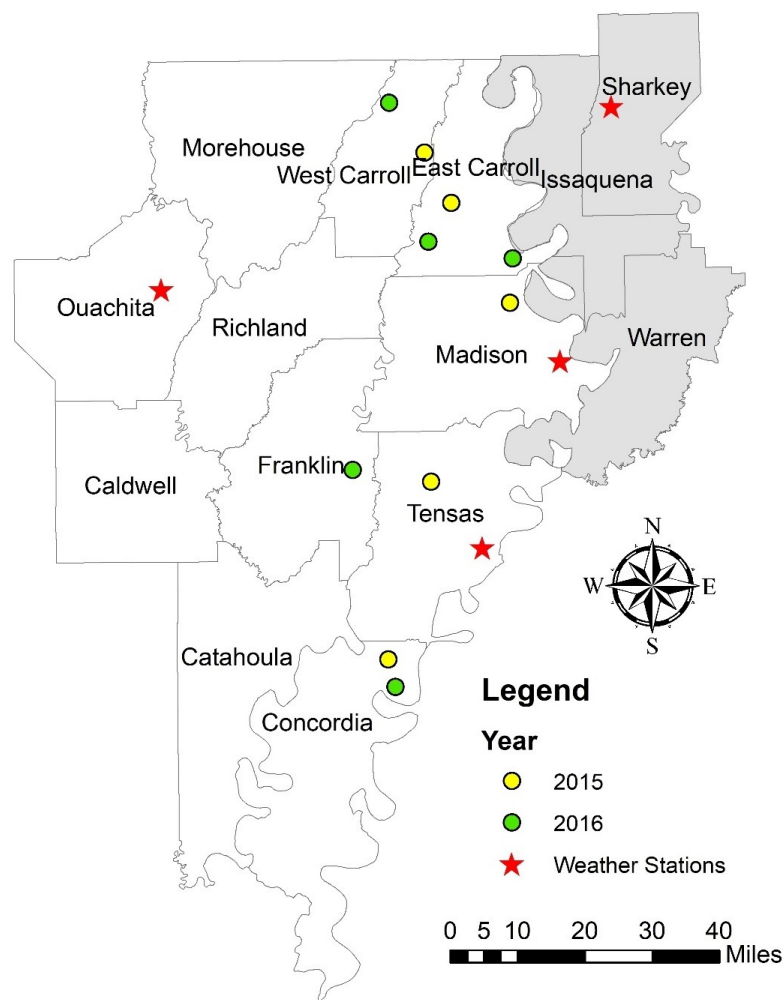 Sharkey
Morehouse
West Carroll
East Carroll
Issaquena
Ouachita
Richland
Warren
Madison
Franklin
Caldwell
Tensas
N
W E
S
Catahoula
Concordia
Legend
Year
2015
2016
Weather Stations
0 5 10 20 30 40
Miles